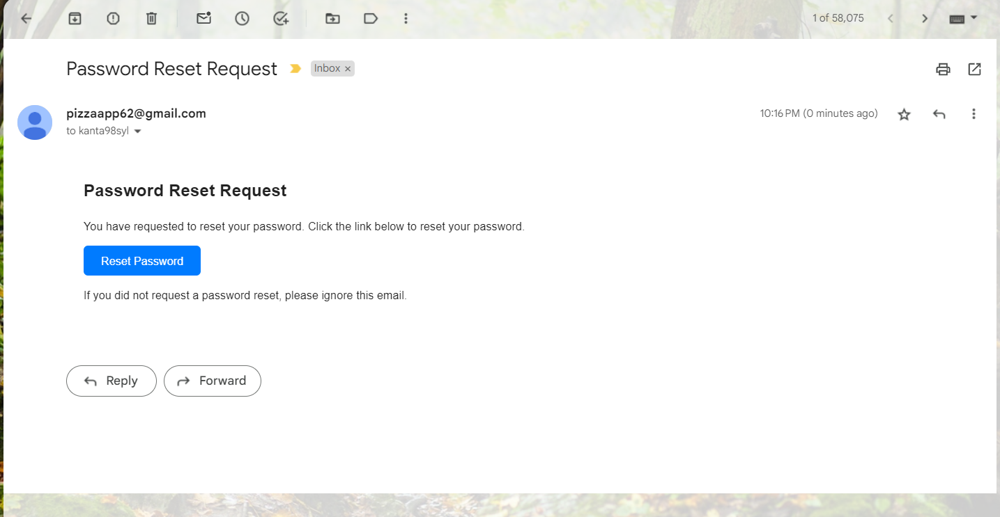 1 of 58,075
Password Reset Request Inbox ×
pizzaapp62@gmail.com 10:16 PM (0 minutes ago)
to kanta98syl
Password Reset Request
You have requested to reset your password. Click the link below to reset your password.
Reset Password
If you did not request a password reset, please ignore this email.
Reply Forward